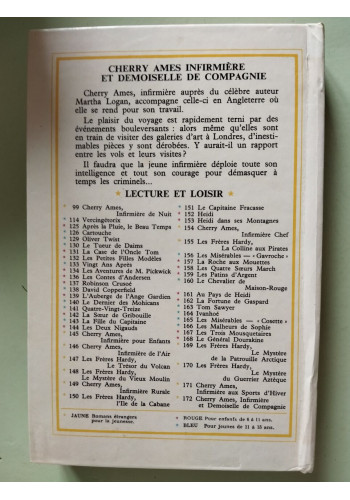 CHERRY AMES INFIRMIÈRE
ET DEMOISELLE DE COMPAGNIE
Cherry Ames, infirmière auprès du célèbre auteur
Martha Logan, accompagne celle-ci en Angleterre où
elle se rend pour son travail.
Le plaisir du voyage est rapidement terni par des
événements bouleversants : alors même qu'elles sont
en train de visiter des galeries d'art à Londres, d'inesti-
mables pièces y sont dérobées. Y aurait-il un rapport
entre les vols et leurs visites?
Il faudra que la jeune infirmière déploie toute son
intelligence et tout son courage pour démasquer à
temps les criminels...
LECTURE ET LOISIR
99 Cherry Ames,
Infirmière de Nuit
114 Vercingétorix
125 Après la Pluie, le Beau Temps
126 Cartouche
129 Oliver Twist
130 Le Tueur de Daims
131 La Case de l'Oncle Tom
132 Les Petites Filles Modèles
133 Vingt Ans Après
134 Les Aventures de M. Pickwick
136 Contes d'Andersen
137 Robinson Crusoé
138 David Copperfield
139 L'Auberge de l'Ange Gardien
140 Le Dernier des Mohicans
141 Quatre-Vingt-Treize
142 La Sœur de Gribouille
143 La Fille du Capitaine
144 Les Deux Nigauds
145 Cherry Ames,
Infirmière pour Enfants
146 Cherry Ames,
Infirmière de l'Air
147 Les Frères Hardy,
Le Trésor du Volcan
148 Les Frères Hardy,
Le Mystère du Vieux Moulin
149 Cherry Ames,
Infirmière Rurale
150 Les Frères Hardy,
l'Ile de la Cabane
151 Le Capitaine Fracasse
152 Heidi
153 Heidi dans ses Montagnes
154 Cherry Ames,
Infirmière Chef
155 Les Frères Hardy,
La Colline aux Pirates
156 Les Misérables — «Gavroche»
157 La Roche aux Mouettes
158 Les Quatre Sœurs March
159 Les Patins d'Argent
160 Le Chevalier de
Maison-Rouge
161 Au Pays de Heidi
162 La Fortune de Gaspard
163 Tom Sawyer
164 Ivanhoé
165 Les Misérables — «Cosette»
166 Les Malheurs de Sophie
167 Les Trois Mousquetaires
168 Le Général Dourakine
169 Les Frères Hardy,
Le Mystère
de la Patrouille Arctique
170 Les Frères Hardy,
Le Mystère
du Guerrier Aztèque
171 Cherry Ames,
Infirmière aux Sports d'Hiver
172 Cherry Ames, Infirmière
et Demoiselle de Compagnie
JAUNE Romans étrangers
pour la jeunesse.
ROUGE Pour enfants de 8 à 11 ans.
BLEU Pour jeunes de 11 à 15 ans.